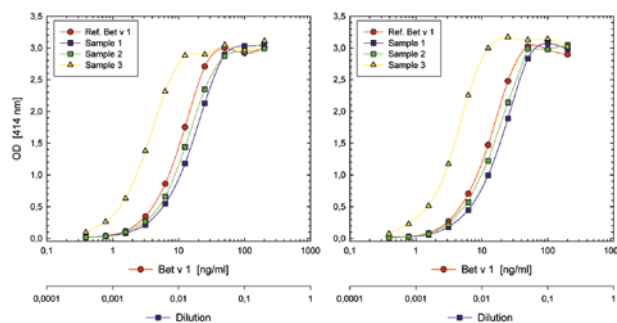 Ref. Bet v 1
Sample 1
Sample 2
Sample 3
OD [414 nm]
3,5
3,0
2,5
2,0
1,5
1,0
0,5
0,0
0,1 1 10 100 1000
Bet v 1 [ng/ml]
0,0001 0,001 0,01 0,1 1
Dilution
Ref. Bet v 1
Sample 1
Sample 2
Sample 3
3,5
3,0
2,5
2,0
1,5
1,0
0,5
0,0
0,1 1 10 100 1000
Bet v 1 [ng/ml]
0,0001 0,001 0,01 0,1 1
Dilution